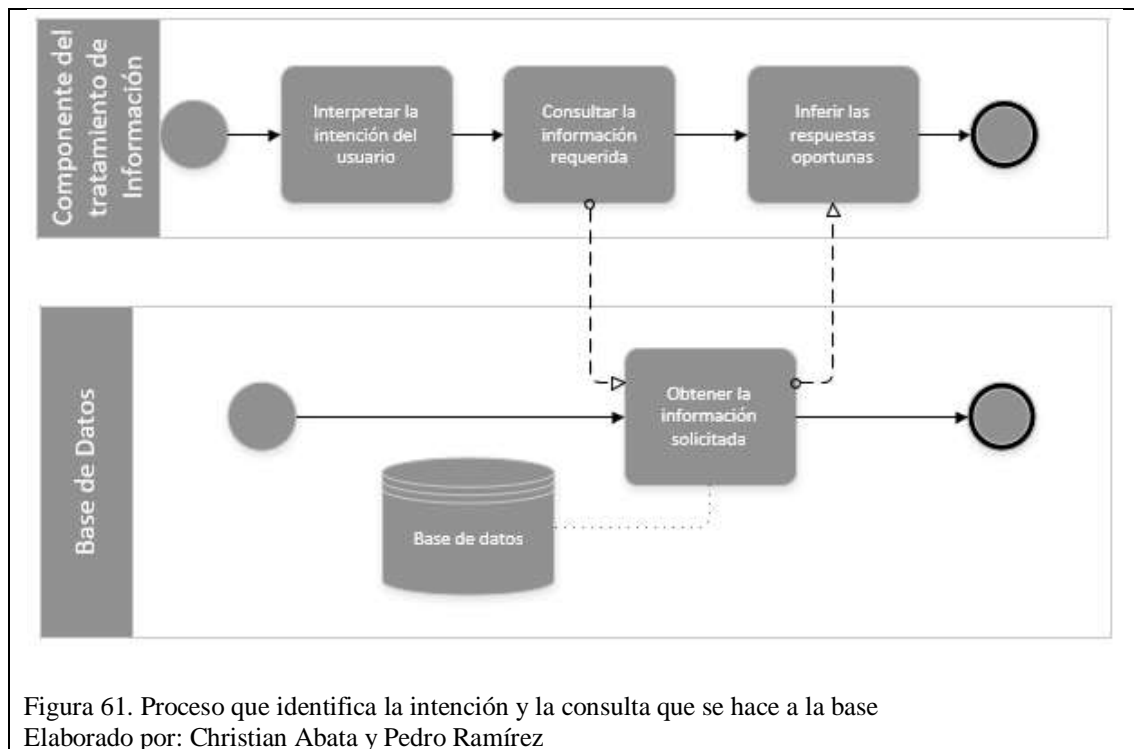 Componente del
tratamiento de
Información
Interpretar la
intención del
usuario
Consultar la
información
requerida
Inferir las
respuestas
oportunas
Base de Datos
Obtener la
información
solicitada
Base de datos
Figura 61. Proceso que identifica la intención y la consulta que se hace a la base
Elaborado por: Christian Abata y Pedro Ramírez